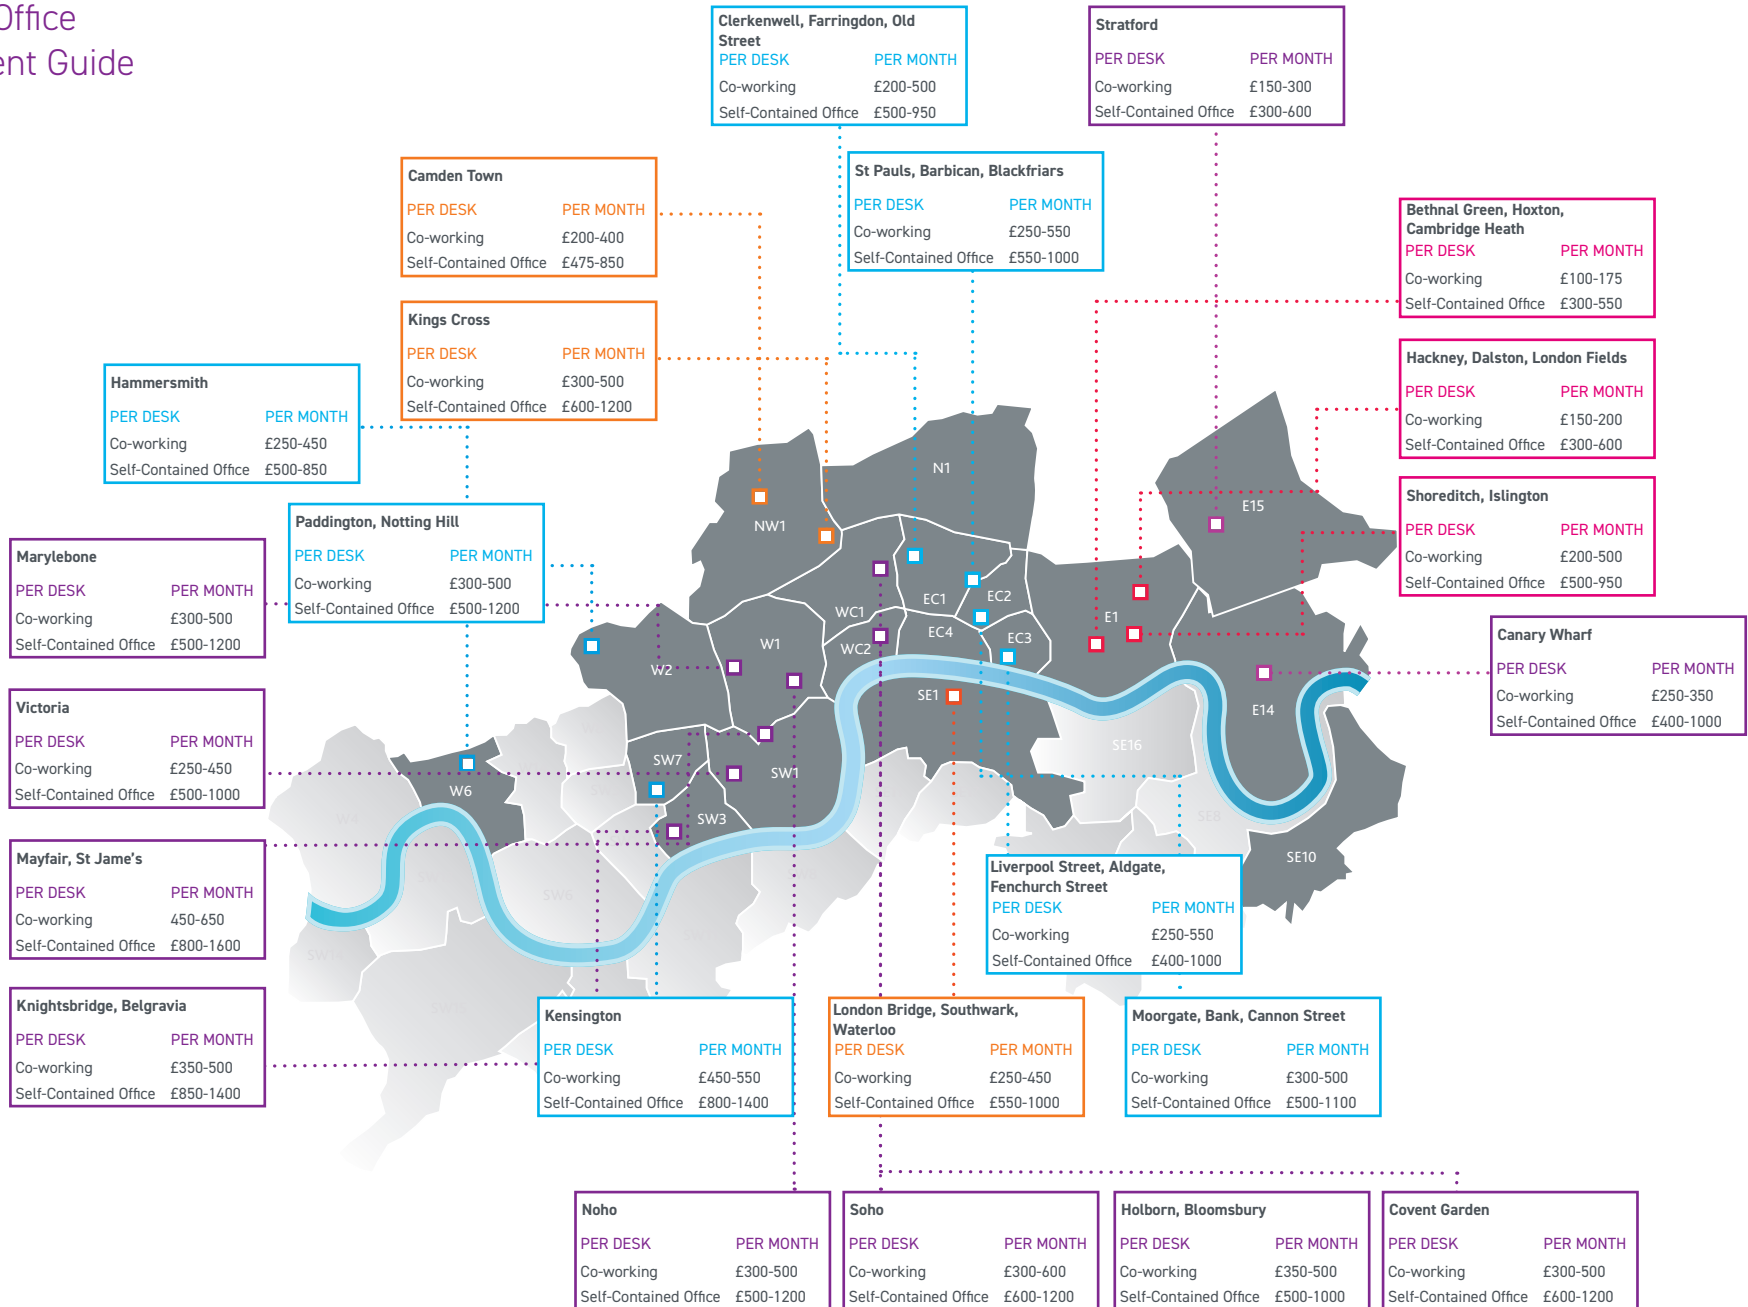 Office
ent Guide
Clerkenwell, Farringdon, Old
Street
PER DESK PER MONTH
Co-working £200-500
Self-Contained Office £500-950
Stratford
PER DESK PER MONTH
Co-working £150-300
Self-Contained Office £300-600
Camden Town
PER DESK PER MONTH
Co-working £200-400
Self-Contained Office £475-850
St Pauls, Barbican, Blackfriars
PER DESK PER MONTH
Co-working £250-550
Self-Contained Office £550-1000
Bethnal Green, Hoxton,
Cambridge Heath
PER DESK PER MONTH
Co-working £100-175
Self-Contained Office £300-550
Kings Cross
PER DESK PER MONTH
Co-working £300-500
Self-Contained Office £600-1200
Hackney, Dalston, London Fields
PER DESK PER MONTH
Co-working £150-200
Self-Contained Office £300-600
Hammersmith
PER DESK PER MONTH
Co-working £250-450
Self-Contained Office £500-850
Shoreditch, Islington
PER DESK PER MONTH
Co-working £200-500
Self-Contained Office £500-950
Paddington, Notting Hill
PER DESK PER MONTH
Co-working £300-500
Self-Contained Office £500-1200
Marylebone
PER DESK PER MONTH
Co-working £300-500
Self-Contained Office £500-1200
Canary Wharf
PER DESK PER MONTH
Co-working £250-350
Self-Contained Office £400-1000
Victoria
PER DESK PER MONTH
Co-working £250-450
Self-Contained Office £500-1000
Mayfair, St Jame's
PER DESK PER MONTH
Co-working 450-650
Self-Contained Office £800-1600
Knightsbridge, Belgravia
PER DESK PER MONTH
Co-working £350-500
Self-Contained Office £850-1400
N1
NW1
E15
EC1
EC2
WC1
E1
EC4
EC3
W1
WC2
W2
SE1
E14
SE16
SW7
SW1
W6
SW3
W4
SE8
SE10
SW6
Liverpool Street, Aldgate,
Fenchurch Street
PER DESK PER MONTH
Co-working £250-550
Self-Contained Office £400-1000
Kensington
PER DESK PER MONTH
Co-working £450-550
Self-Contained Office £800-1400
London Bridge, Southwark,
Waterloo
PER DESK PER MONTH
Co-working £250-450
Self-Contained Office £550-1000
Moorgate, Bank, Cannon Street
PER DESK PER MONTH
Co-working £300-500
Self-Contained Office £500-1100
Noho
PER DESK PER MONTH
Co-working £300-500
Self-Contained Office £500-1200
Soho
PER DESK PER MONTH
Co-working £300-600
Self-Contained Office £600-1200
Holborn, Bloomsbury
PER DESK PER MONTH
Co-working £350-500
Self-Contained Office £500-1000
Covent Garden
PER DESK PER MONTH
Co-working £300-500
Self-Contained Office £600-1200